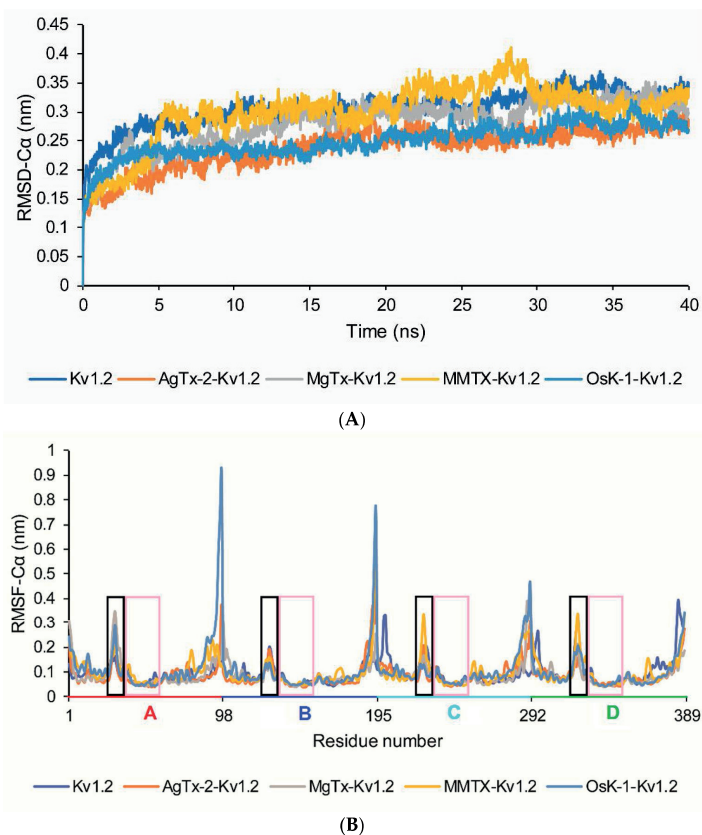 0.45
0.4
0.35
0.3
0.25
0.2
0.15
0.1
0.05
0
RMSD-Cα (nm)
0 5 10 15 20 25 30 35 40
Time (ns)
Kv1.2 AgTx-2-Kv1.2 MgTx-Kv1.2 MMTX-Kv1.2 OsK-1-Kv1.2
(A)
1
0.9
0.8
0.7
0.6
0.5
0.4
0.3
0.2
0.1
0
RMSF-Cα (nm)
A B C D
1 98 195 292 389
Residue number
Kv1.2 AgTx-2-Kv1.2 MgTx-Kv1.2 MMTX-Kv1.2 OsK-1-Kv1.2
(B)